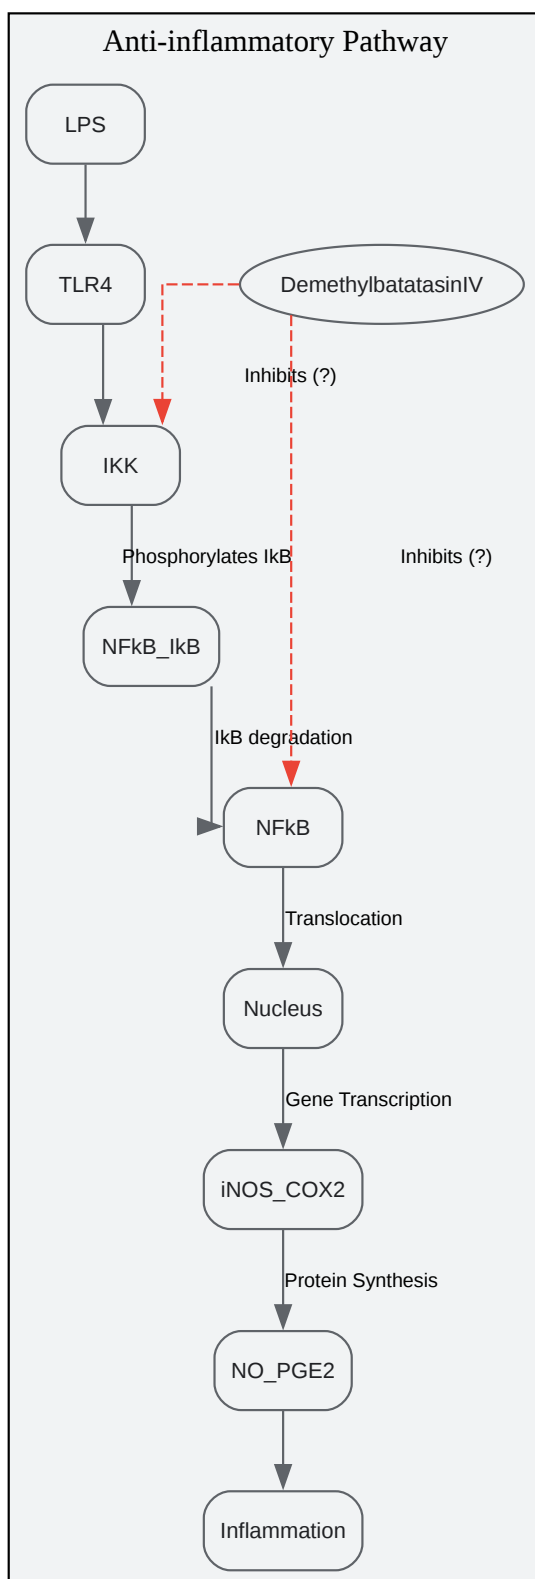 Anti-inflammatory Pathway
LPS
TLR4
DemethylbatatasinIV
Inhibits (?)
IKK
Phosphorylates IkB
Inhibits (?)
NFkB_IkB
IkB degradation
NFkB
Translocation
Nucleus
Gene Transcription
iNOS_COX2
Protein Synthesis
NO_PGE2
Inflammation